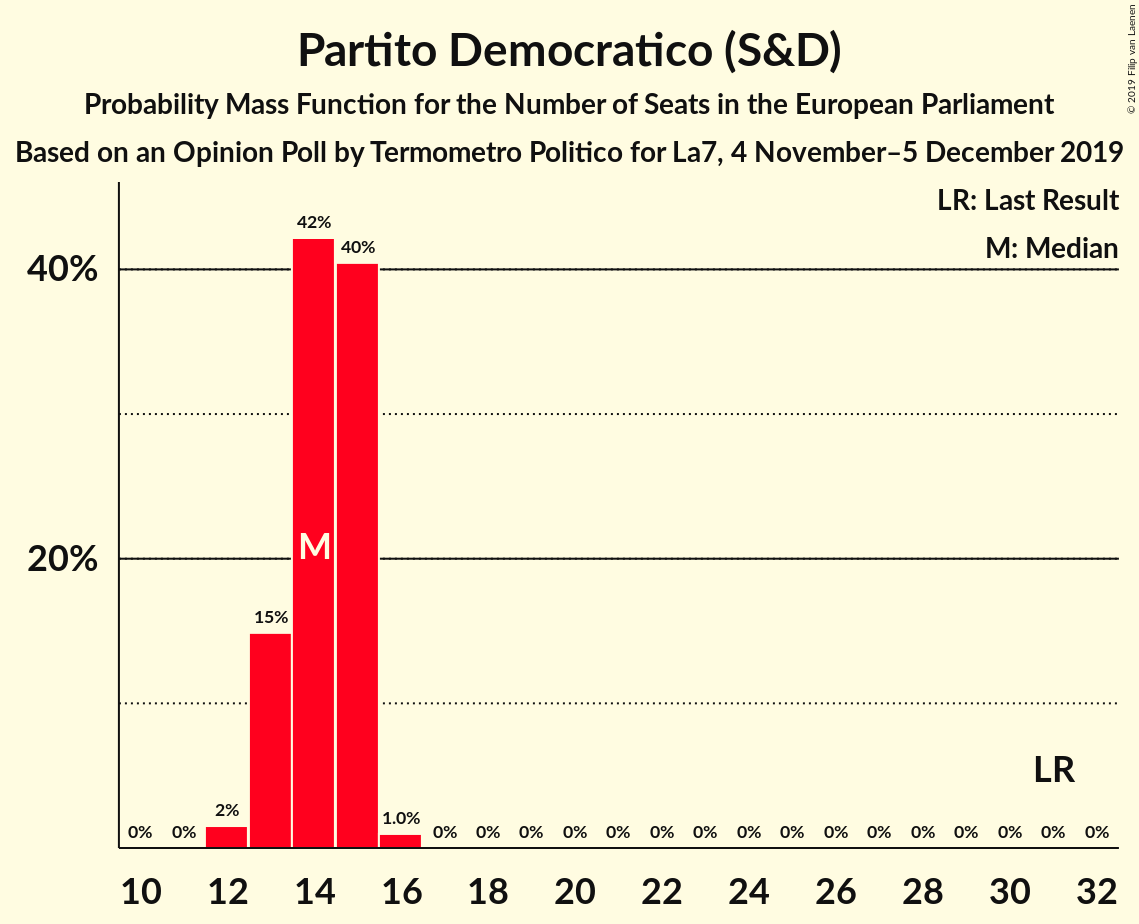 Partito Democratico (S&D)
Probability Mass Function for the Number of Seats in the European Parliament
Based on an Opinion Poll by Termometro Politico for La7, 4 November–5 December 2019
© 2019 Filip van Laenen
LR: Last Result
M: Median
40%
20%
0% 0% 2% 15% 42% 40% 1.0% 0% 0% 0% 0% 0% 0% 0% 0% 0% 0% 0% 0% 0% 0% 0% 0%
M
LR
10 12 14 16 18 20 22 24 26 28 30 32